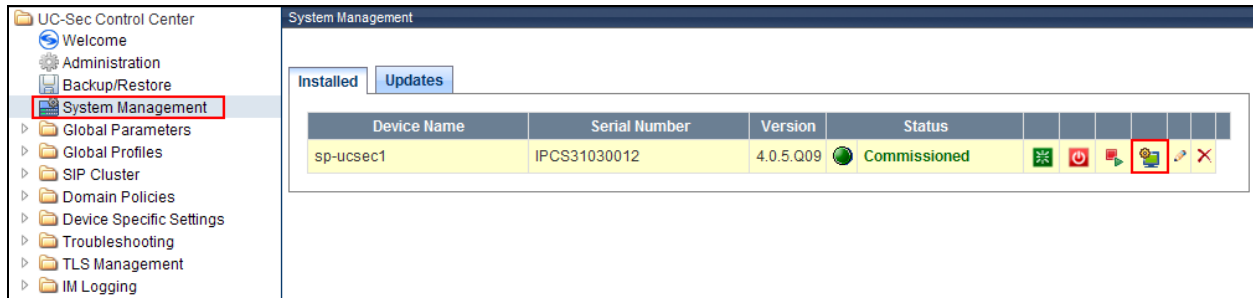 UC-Sec Control Center
Welcome
Administration
Backup/Restore
System Management
Global Parameters
Global Profiles
SIP Cluster
Domain Policies
Device Specific Settings
Troubleshooting
TLS Management
IM Logging
System Management
Installed Updates
Device Name Serial Number Version Status
sp-ucsec1 IPCS31030012 4.0.5.Q09 Commissioned